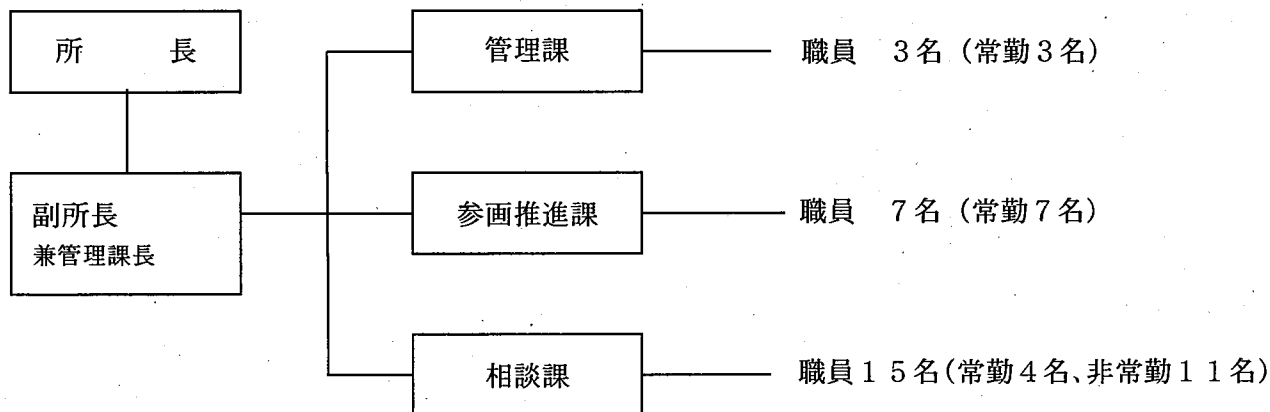 所　　長
管理課
職員　３名（常勤３名）
副所長
兼管理課長
参画推進課
職員　７名（常勤７名）
相談課
職員１５名（常勤４名、非常勤１１名）